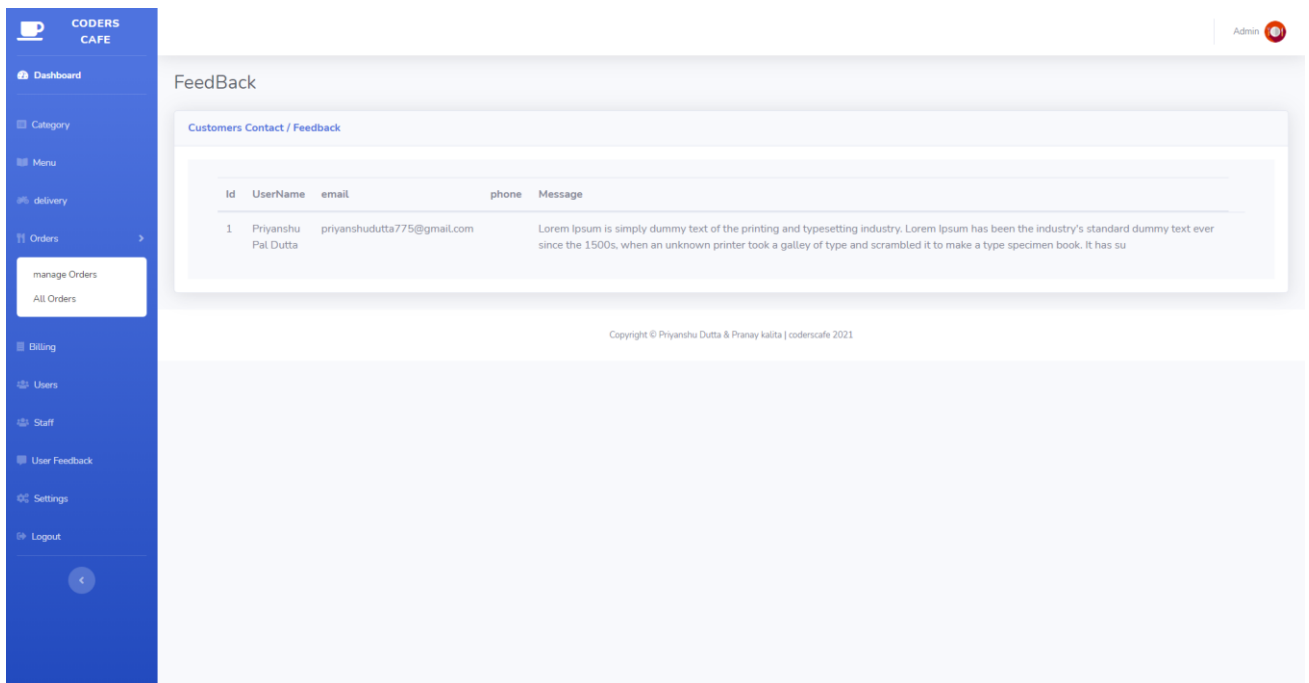 CODERS
CAFE
Admin
Dashboard
FeedBack
Category
Customers Contact / Feedback
Menu
delivery
Id UserName email phone Message
1 Priyanshu priyanshudutta775@gmail.com Lorem Ipsum is simply dummy text of the printing and typesetting industry. Lorem Ipsum has been the industry's standard dummy text ever
Pal Dutta since the 1500s, when an unknown printer took a galley of type and scrambled it to make a type specimen book. It has su
Orders
manage Orders
All Orders
Copyright © Priyanshu Dutta & Pranay kalita | coderscafe 2021
Billing
Users
Staff
User Feedback
Settings
Logout